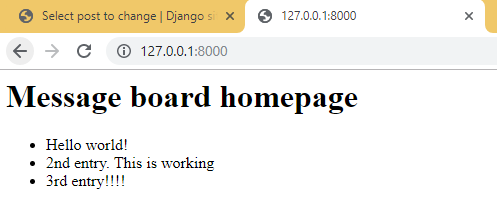 Select post to change | Django si
127.0.0.1:8000
127.0.0.1:8000
Message board homepage
Hello world!
2nd entry. This is working
3rd entry!!!!